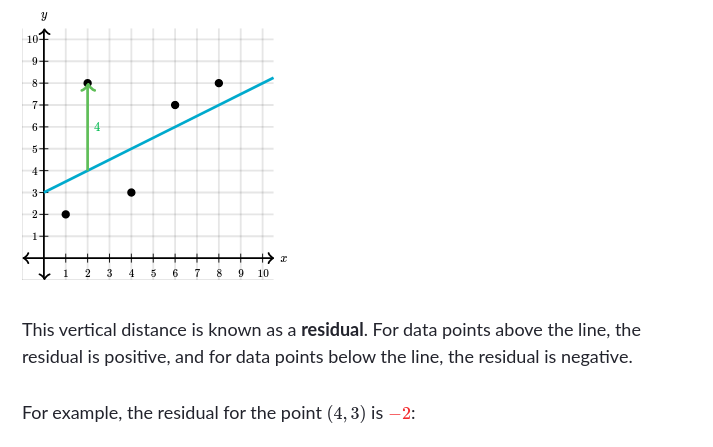 y
10
9
8
7
6
5
4
3
2
1
4
1 2 3 4 5 6 7 8 9 10
x
This vertical distance is known as a residual. For data points above the line, the
residual is positive, and for data points below the line, the residual is negative.
For example, the residual for the point (4, 3) is −2: